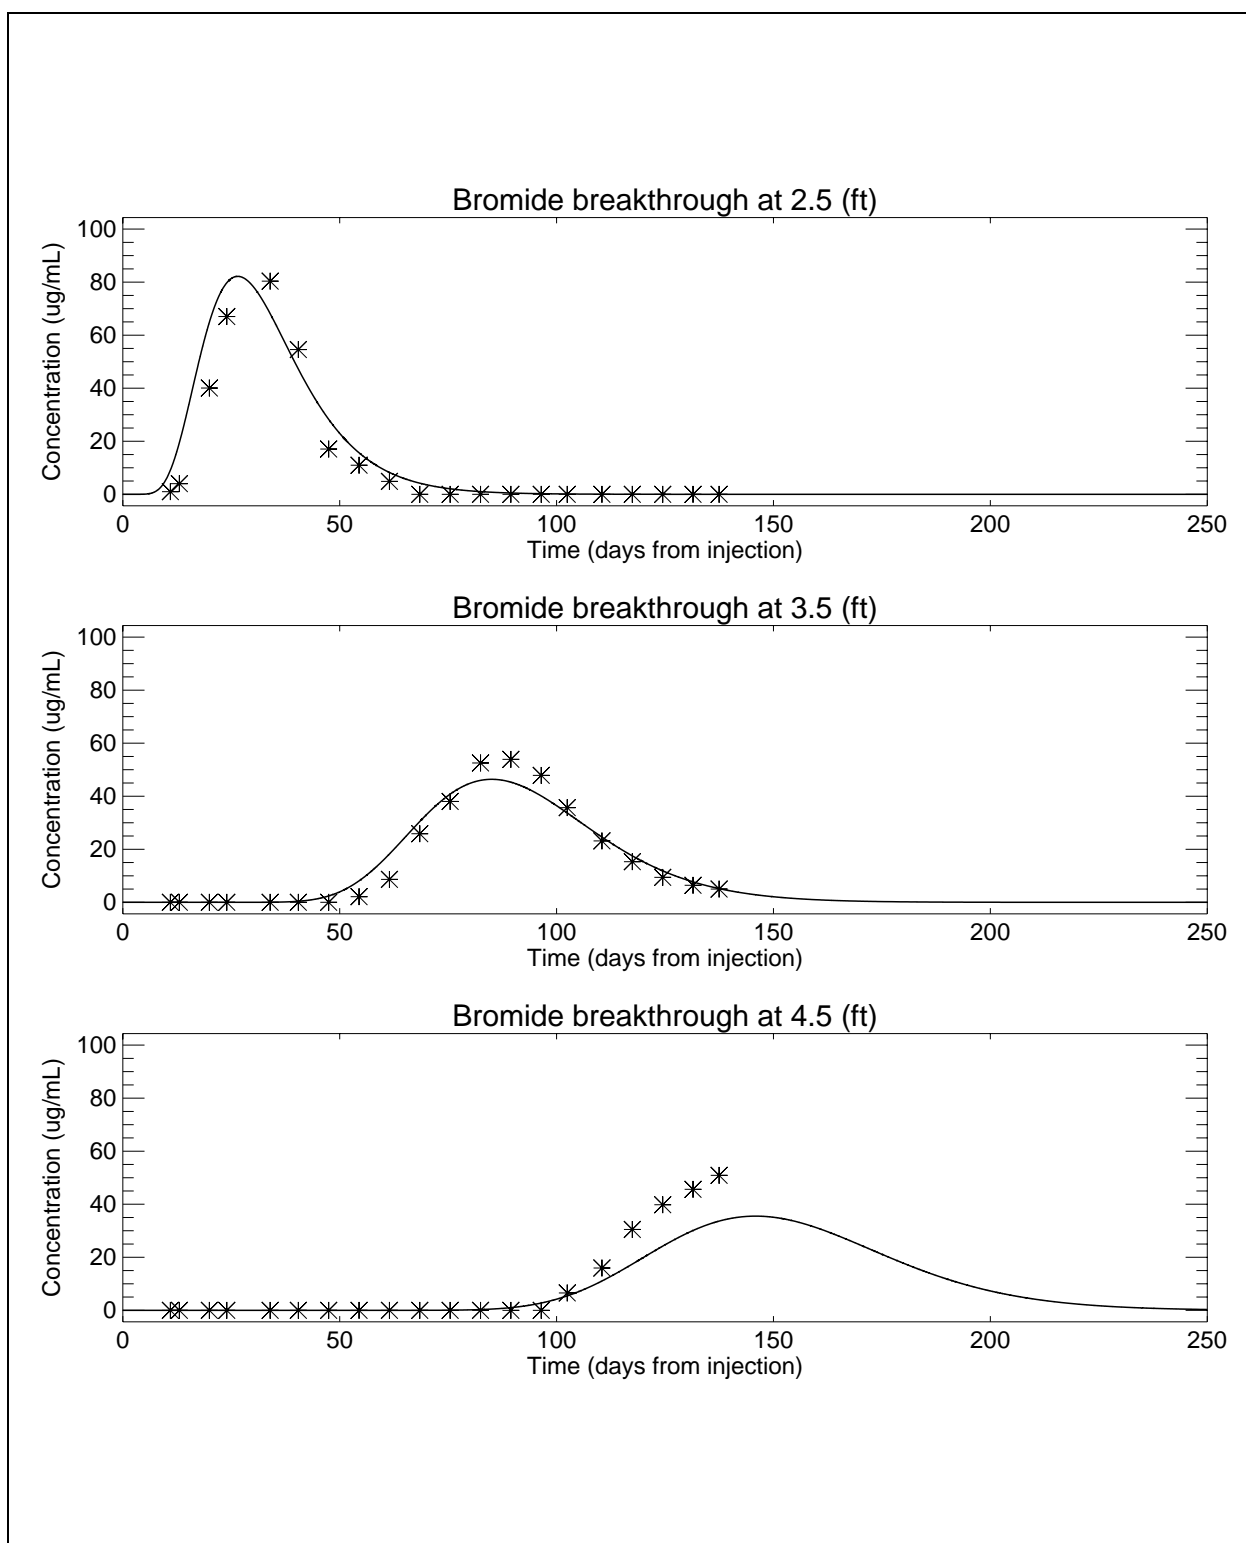 Bromide breakthrough at 2.5 (ft)
Concentration (ug/mL)
100
80
60
40
20
0
0 50 100 150 200 250
Time (days from injection)
Bromide breakthrough at 3.5 (ft)
Concentration (ug/mL)
100
80
60
40
20
0
0 50 100 150 200 250
Time (days from injection)
Bromide breakthrough at 4.5 (ft)
Concentration (ug/mL)
100
80
60
40
20
0
0 50 100 150 200 250
Time (days from injection)